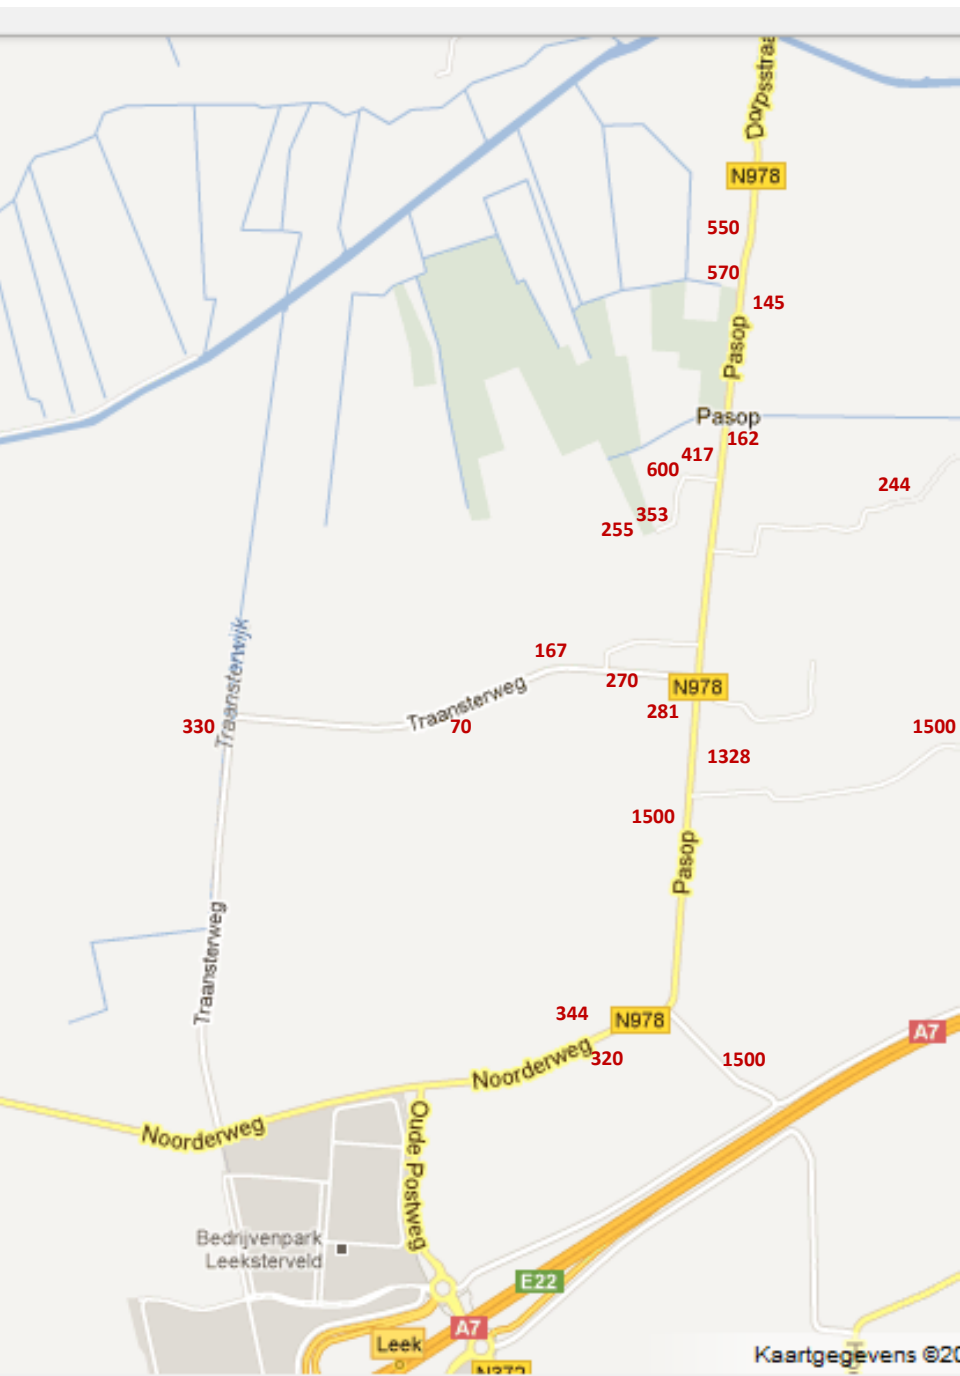 Dorpsstraa
N978
550
570
145
Pasop
Pasop
162
417
600
244
353
255
Traansterwijk
167
270
N978
Traansterweg
281
330
70
1500
1328
1500
Pasop
Traansterweg
344
N978
A7
Noorderweg
320
1500
Noorderweg
Oude Postweg
Bedrijvenpark
Leeksterveld
E22
A7
Leek
Kaartgegevens ©20
N372